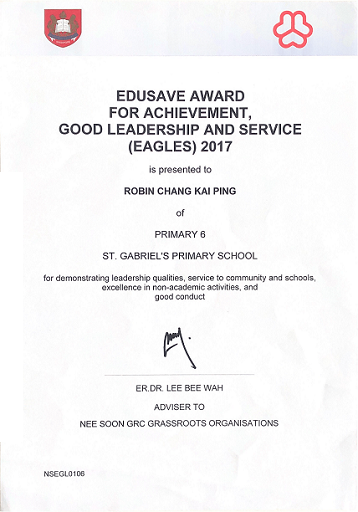 EDUSAVE AWARD
FOR ACHIEVEMENT,
GOOD LEADERSHIP AND SERVICE
(EAGLES) 2017
is presented to
ROBIN CHANG KAI PING
of
PRIMARY 6
ST. GABRIEL'S PRIMARY SCHOOL
for demonstrating leadership qualities, service to community and schools,
excellence in non-academic activities, and
good conduct
ER.DR. LEE BEE WAH
ADVISER TO
NEE SOON GRC GRASSROOTS ORGANISATIONS
NSEGL0106